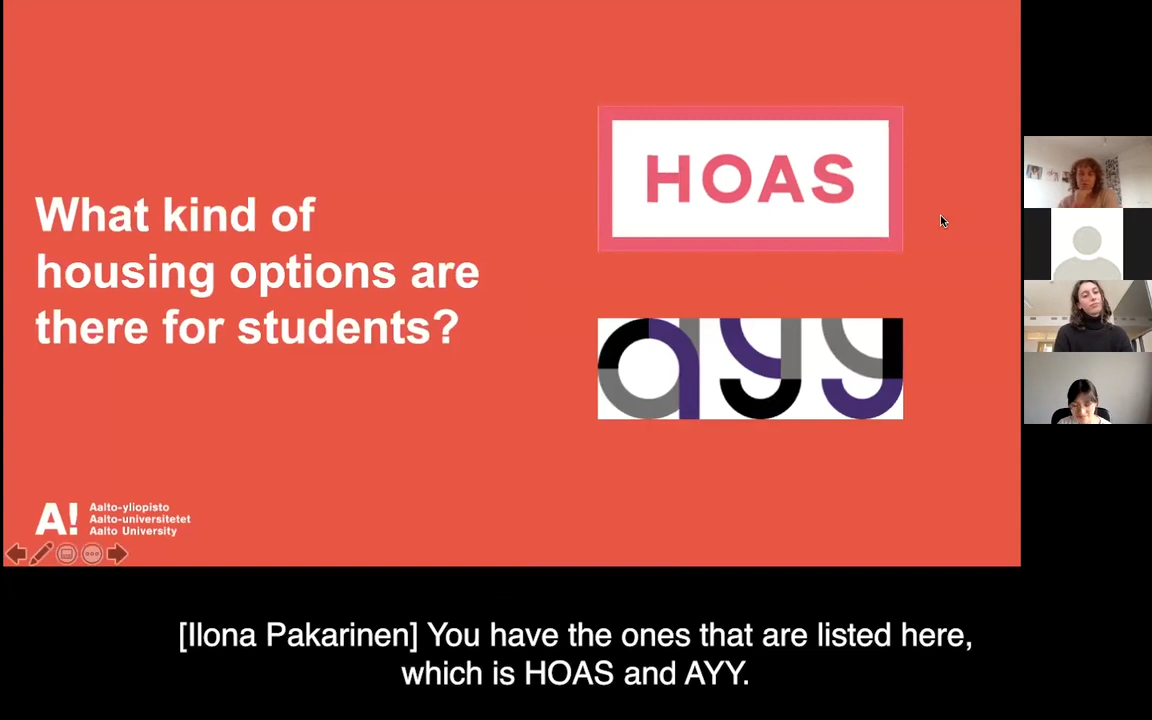 What kind of
housing options are
there for students?
HOAS
ayy
A!
Aalto-yliopisto
Aalto-universitetet
Aalto University
[Ilona Pakarinen] You have the ones that are listed here,
which is HOAS and AYY.